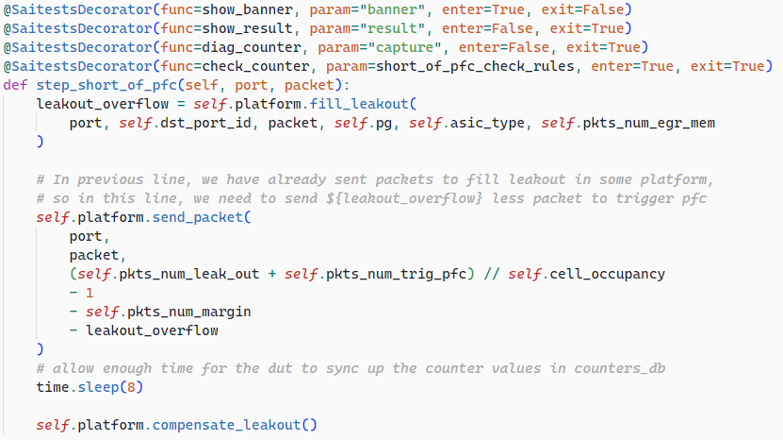 @SaitestsDecorator(func=show_banner, param="banner", enter=True, exit=False)
@SaitestsDecorator(func=show_result, param="result", enter=False, exit=True)
@SaitestsDecorator(func=diag_counter, param="capture", enter=False, exit=True)
@SaitestsDecorator(func=check_counter, param=short_of_pfc_check_rules, enter=True, exit=True)
def step_short_of_pfc(self, port, packet):
    leakout_overflow = self.platform.fill_leakout(
        port, self.dst_port_id, packet, self.pg, self.asic_type, self.pkts_num_egr_mem
    )

    # In previous line, we have already sent packets to fill leakout in some platform,
    # so in this line, we need to send ${leakout_overflow} less packet to trigger pfc
    self.platform.send_packet(
        port,
        packet,
        (self.pkts_num_leak_out + self.pkts_num_trig_pfc) // self.cell_occupancy
        - 1
        - self.pkts_num_margin
        - leakout_overflow
    )
    # allow enough time for the dut to sync up the counter values in counters_db
    time.sleep(8)

    self.platform.compensate_leakout()